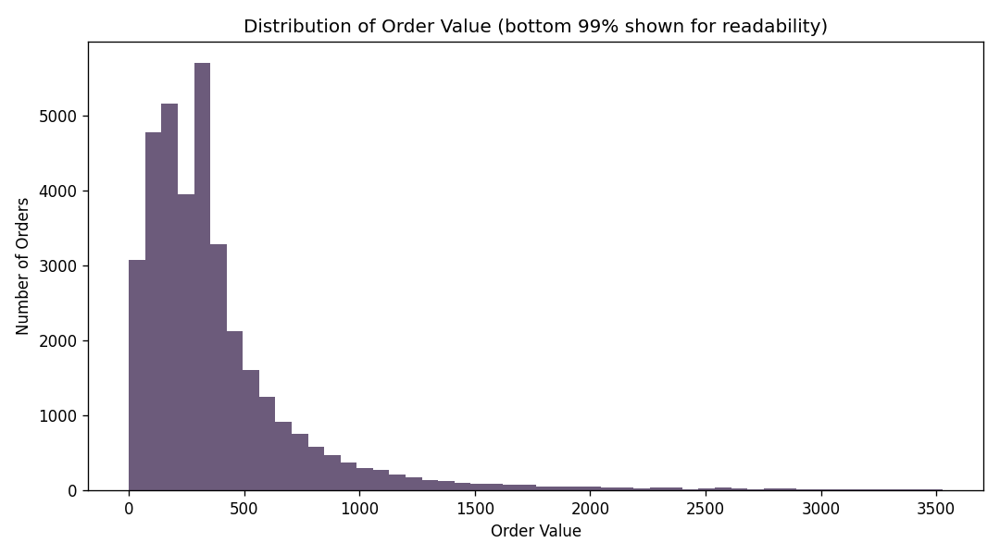 Distribution of Order Value (bottom 99% shown for readability)
Number of Orders
5000
4000
3000
2000
1000
0
0 500 1000 1500 2000 2500 3000 3500
Order Value